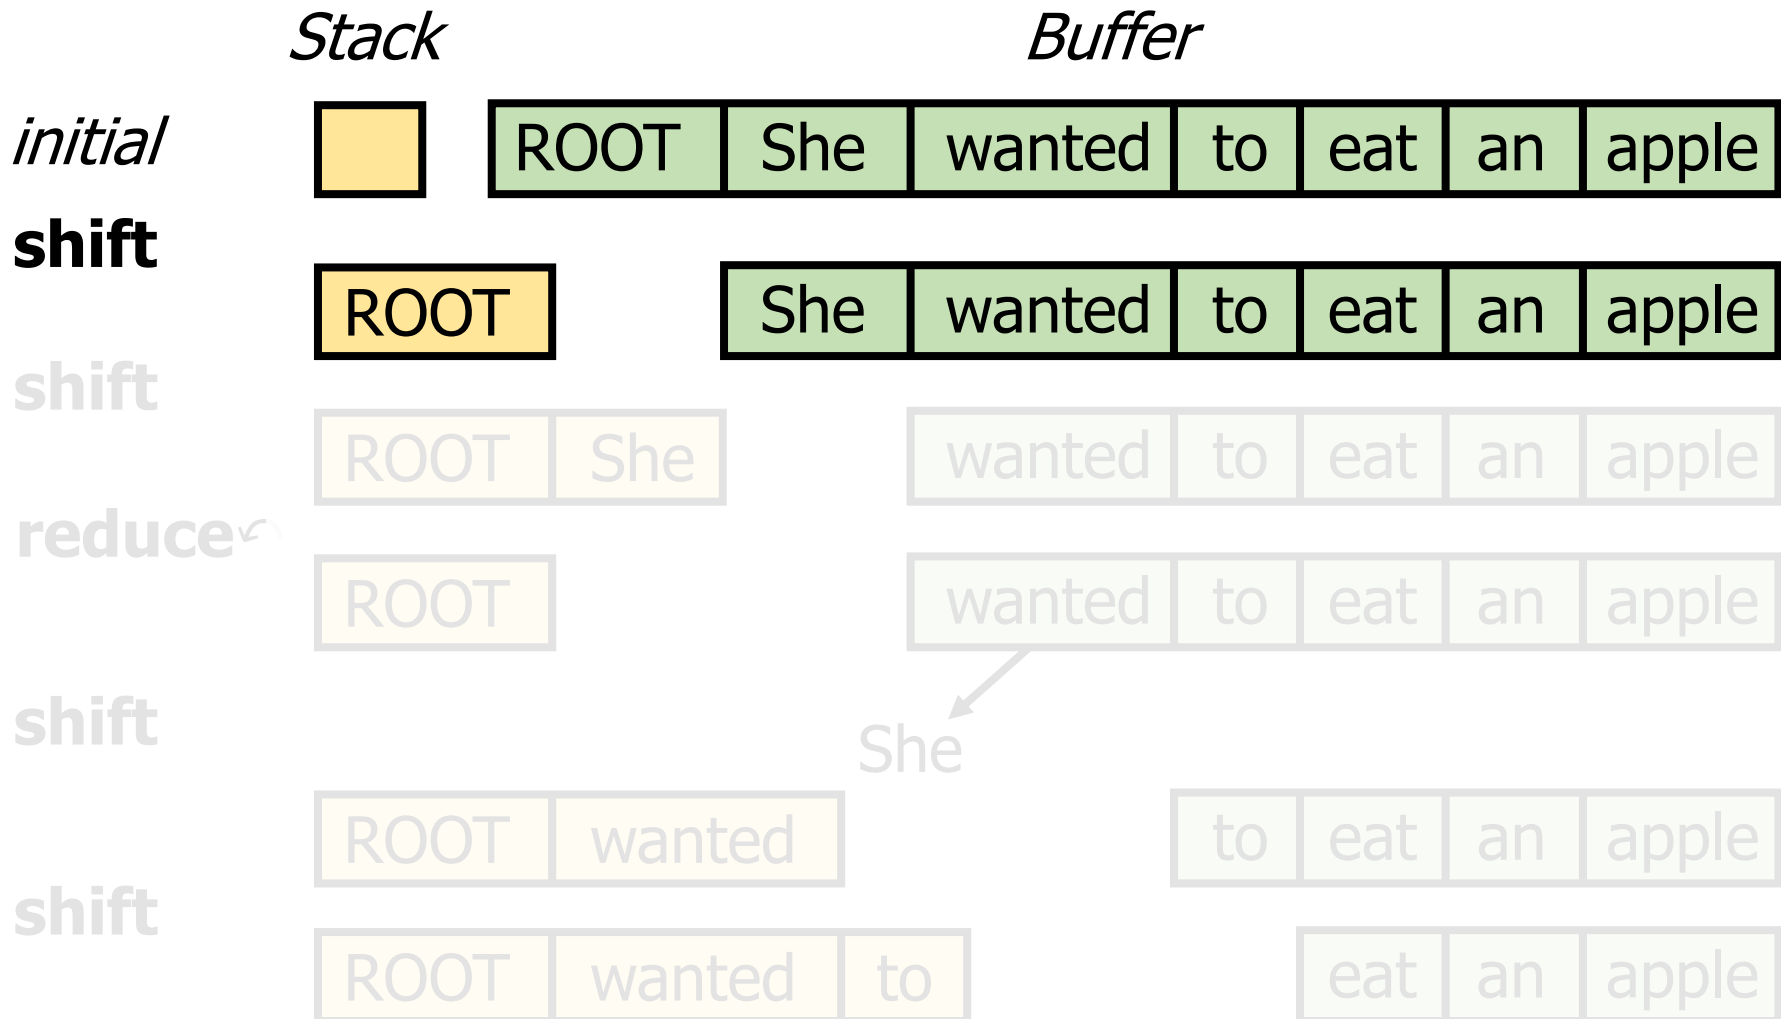 Stack Buffer
initial ROOT She wanted to eat an apple
shift
ROOT She wanted to eat an apple
shift
ROOT She wanted to eat an apple
reduce
ROOT wanted to eat an apple
shift
She
ROOT wanted to eat an apple
shift
ROOT wanted to eat an apple